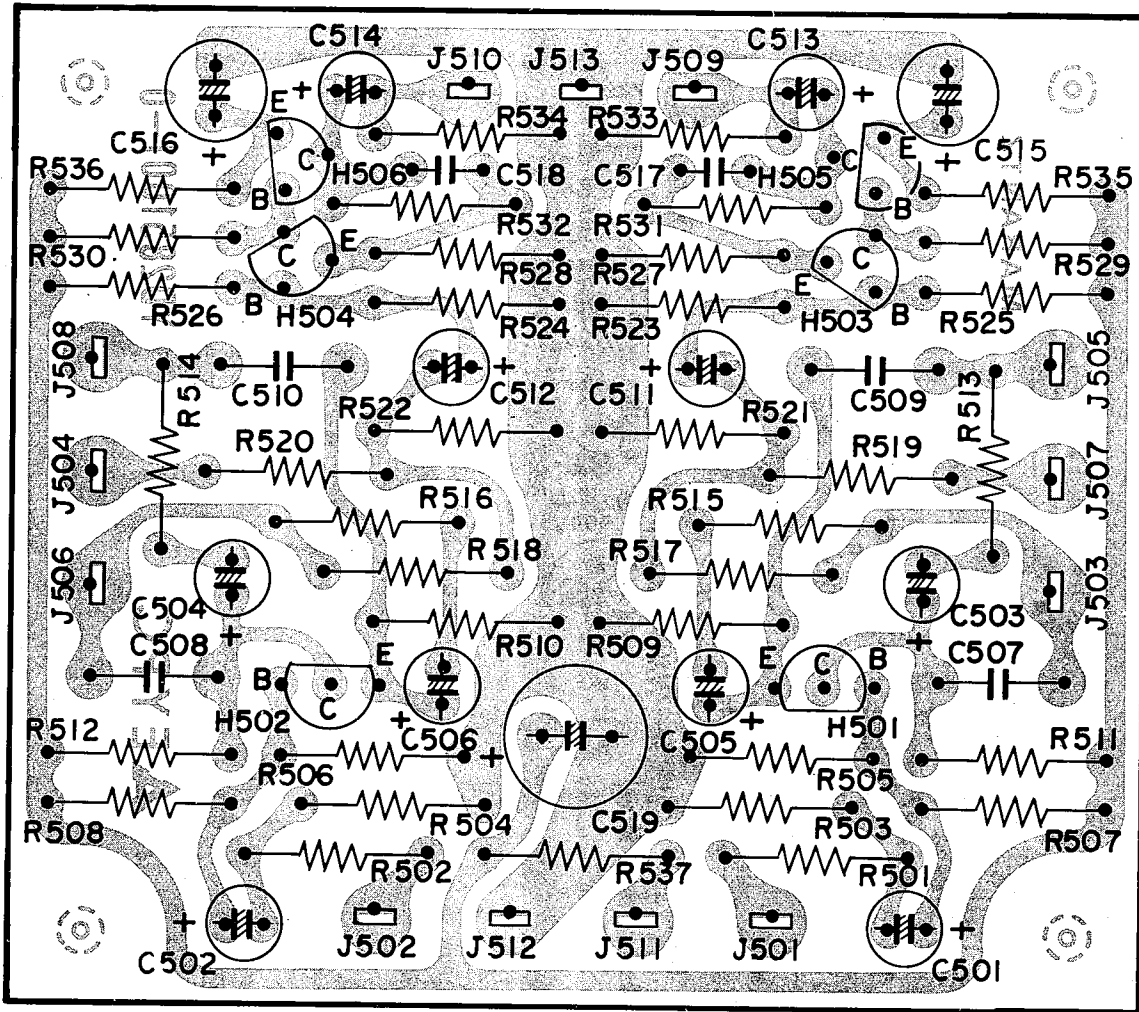 C514 J510 J513 J509 C513
E R534 R533 E
C516 C C C515
R536 H506 C518 C517 H505 R535
B B
R532 R531
C E C
R530 R528 R527 E R529
R526 B H504 R524 R523 H503 B R525
J508 R514 C510 C512 C511 C509 R513 J505
R522 R521
J504 R520 R519 J507
R516 R515
J506 R518 R517 J503
C504 C503
C508 R510 R509 C507
B C E E C B
R512 H502 C506 C505 H501 R511
R506 R505
R508 R504 C519 R503 R507
R502 R537 R501
C502 J502 J512 J511 J501 C501